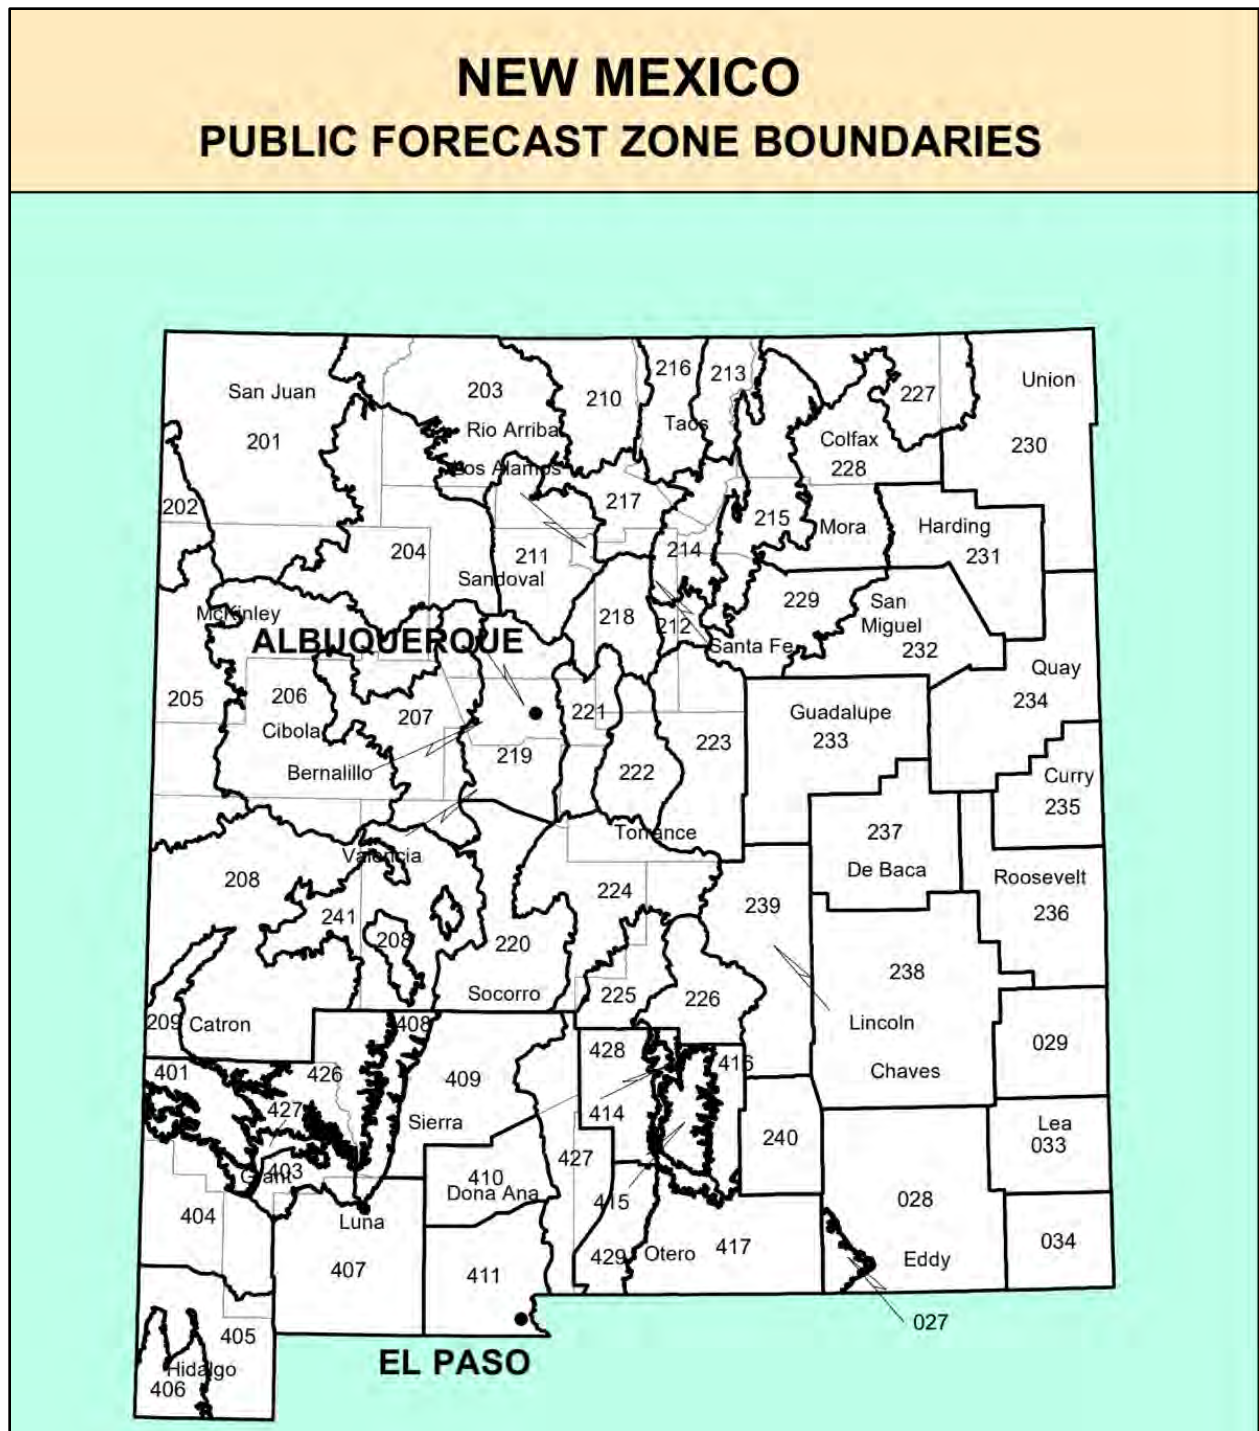 NEW MEXICO
PUBLIC FORECAST ZONE BOUNDARIES
San Juan
201
203
Rio Arriba
210
216
213
Taos
227
Union
230
Colfax
228
Los Alamos
202
204
217
211
214
215
Mora
Harding
231
Sandoval
McKinley
ALBUQUERQUE
218
212
229
San
Miguel
232
Santa Fe
Quay
234
205
206
Cibola
207
221
219
Bernalillo
222
223
Guadalupe
233
Curry
235
Torrance
Valencia
237
De Baca
Roosevelt
236
208
241
208
224
239
220
Socorro
238
209
Catron
225
226
Lincoln
Chaves
029
408
428
401
426
427
409
416
414
Sierra
240
Lea
033
403
Grant
410
Dona Ana
427
415
028
404
Luna
429
Otero
417
034
407
411
Eddy
027
405
Hidalgo
406
EL PASO